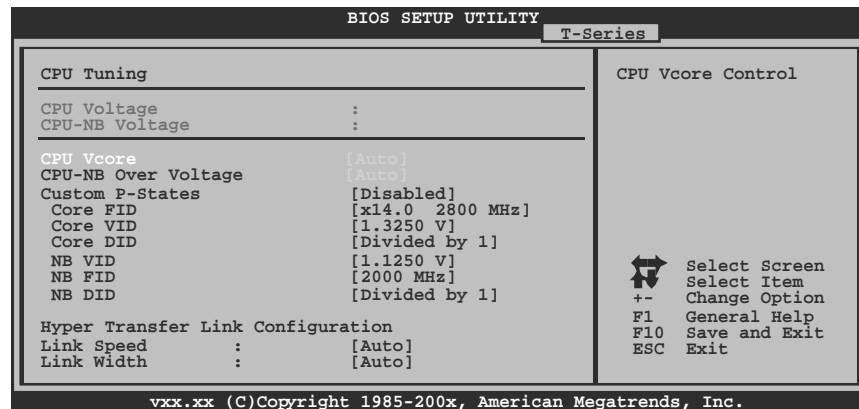 BIOS SETUP UTILITY
T-Series
CPU Tuning
CPU Voltage :
CPU-NB Voltage :
CPU Vcore [Auto]
CPU-NB Over Voltage [Auto]
Custom P-States [Disabled]
Core FID [x14.0 2800 MHz]
Core VID [1.3250 V]
Core DID [Divided by 1]
NB VID [1.1250 V]
NB FID [2000 MHz]
NB DID [Divided by 1]
Hyper Transfer Link Configuration
Link Speed : [Auto]
Link Width : [Auto]
CPU Vcore Control
Select Screen
Select Item
+- Change Option
F1 General Help
F10 Save and Exit
ESC Exit
vxx.xx (C)Copyright 1985-200x, American Megatrends, Inc.